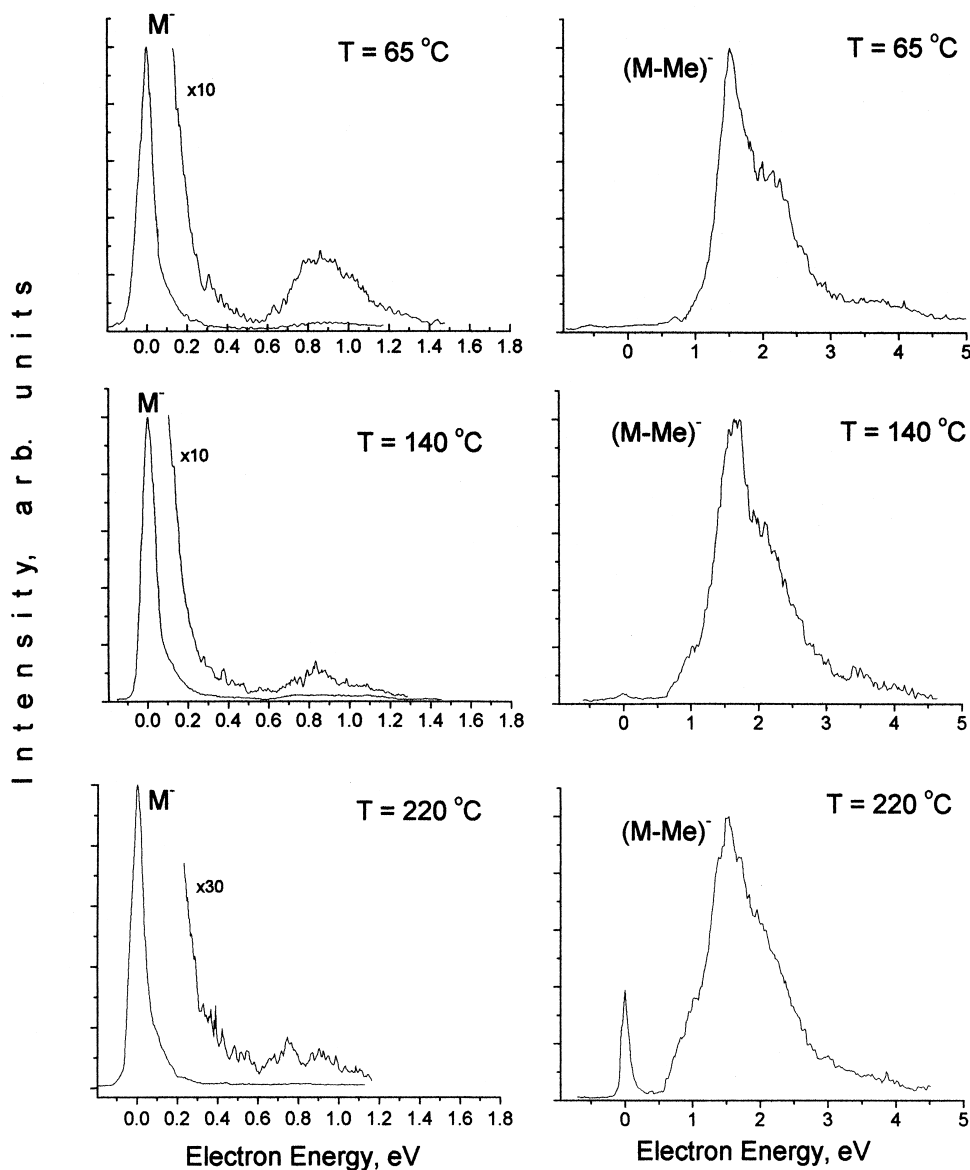 Intensity, arb. units
M⁻
x10
T = 65 °C
0.0 0.2 0.4 0.6 0.8 1.0 1.2 1.4 1.6 1.8
(M-Me)⁻
T = 65 °C
0 1 2 3 4 5
M⁻
x10
T = 140 °C
0.0 0.2 0.4 0.6 0.8 1.0 1.2 1.4 1.6 1.8
(M-Me)⁻
T = 140 °C
0 1 2 3 4 5
M⁻
x30
T = 220 °C
0.0 0.2 0.4 0.6 0.8 1.0 1.2 1.4 1.6 1.8
Electron Energy, eV
(M-Me)⁻
T = 220 °C
0 1 2 3 4 5
Electron Energy, eV